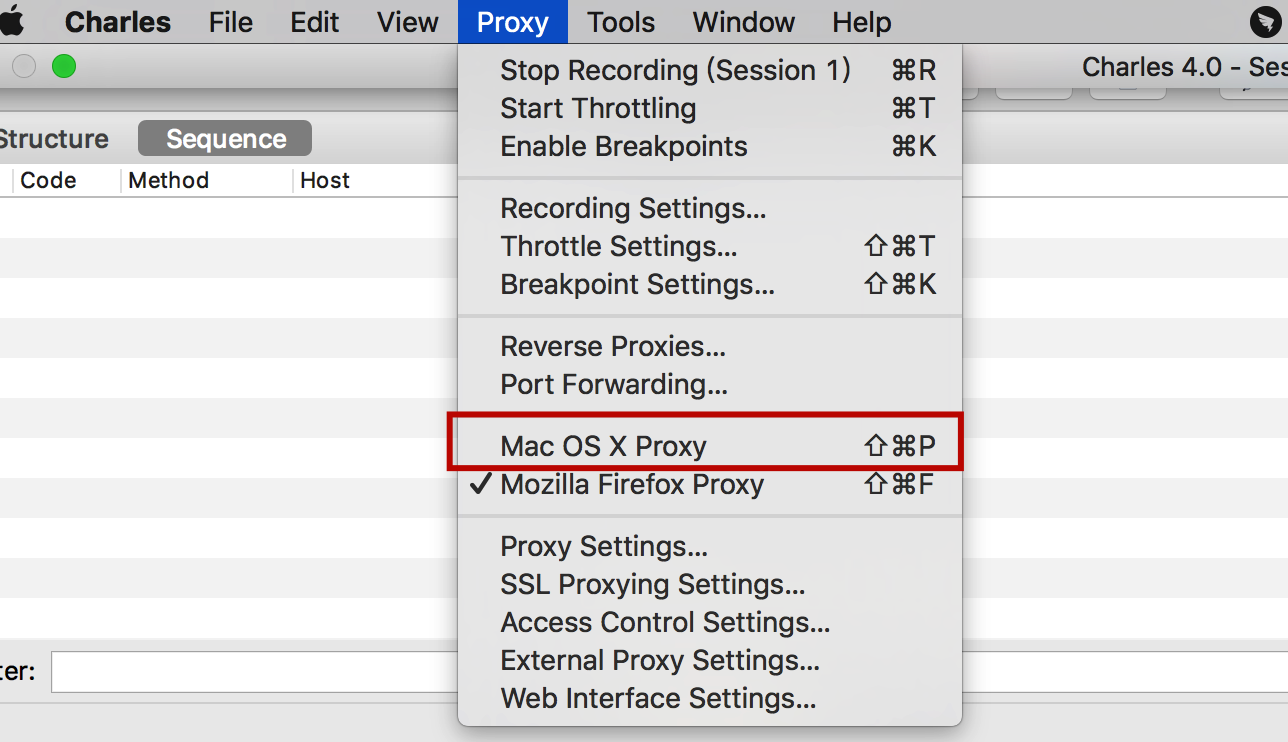 Charles File Edit View Proxy Tools Window Help
Charles 4.0 - Ses
Structure Sequence
Code Method Host
Stop Recording (Session 1) ⌘R
Start Throttling ⌘T
Enable Breakpoints ⌘K
Recording Settings...
Throttle Settings... ⇧⌘T
Breakpoint Settings... ⇧⌘K
Reverse Proxies...
Port Forwarding...
Mac OS X Proxy ⇧⌘P
✓ Mozilla Firefox Proxy ⇧⌘F
Proxy Settings...
SSL Proxying Settings...
Access Control Settings...
External Proxy Settings...
Web Interface Settings...
ter: